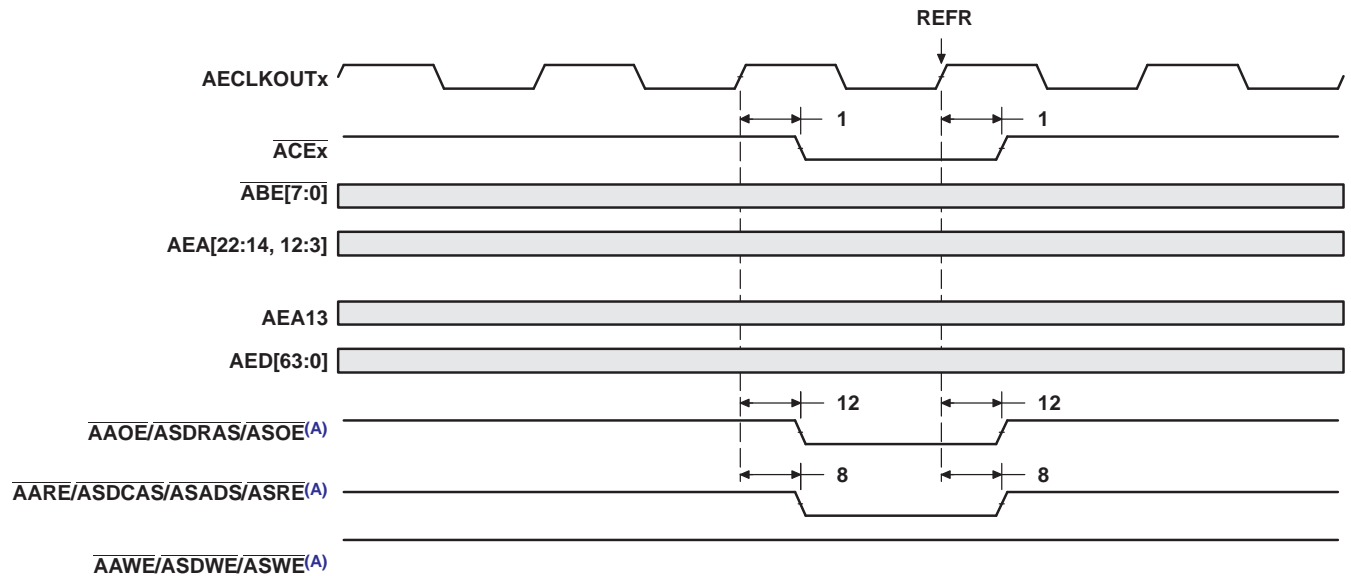 REFR
AECLKOUTx
1 1
ACEx
ABE[7:0]
AEA[22:14, 12:3]
AEA13
AED[63:0]
12 12
AAOE/ASDRAS/ASOE(A)
8 8
AARE/ASDCAS/ASADS/ASRE(A)
AAWE/ASDWE/ASWE(A)